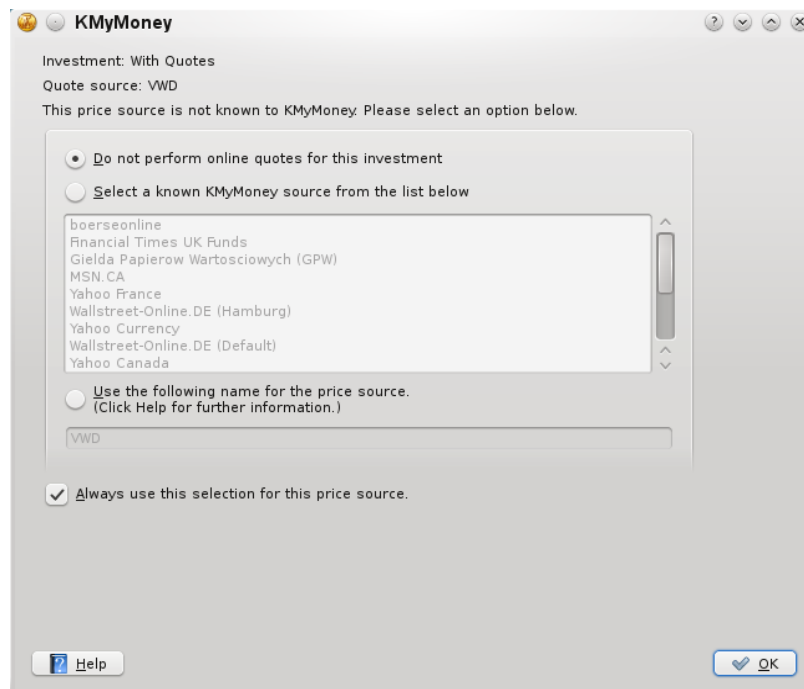 KMyMoney
Investment: With Quotes
Quote source: VWD
This price source is not known to KMyMoney. Please select an option below.
Do not perform online quotes for this investment
Select a known KMyMoney source from the list below
boerseonline
Financial Times UK Funds
Gielda Papierow Wartosciowych (GPW)
MSN.CA
Yahoo France
Wallstreet-Online.DE (Hamburg)
Yahoo Currency
Wallstreet-Online.DE (Default)
Yahoo Canada
Use the following name for the price source.
(Click Help for further information.)
VWD
Always use this selection for this price source.
Help
OK